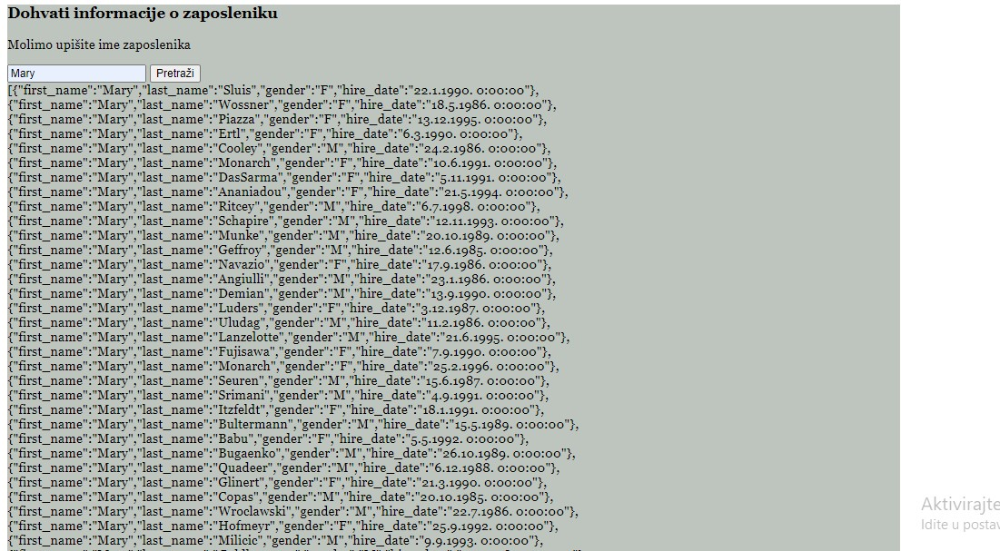 Dohvati informacije o zaposleniku
Molimo upišite ime zaposlenika
Mary Pretraži
[{"first_name":"Mary","last_name":"Sluis","gender":"F","hire_date":"22.1.1990. 0:00:00"},
{"first_name":"Mary","last_name":"Wossner","gender":"F","hire_date":"18.5.1986. 0:00:00"},
{"first_name":"Mary","last_name":"Piazza","gender":"F","hire_date":"13.12.1995. 0:00:00"},
{"first_name":"Mary","last_name":"Ertl","gender":"F","hire_date":"6.3.1990. 0:00:00"},
{"first_name":"Mary","last_name":"Cooley","gender":"M","hire_date":"24.2.1986. 0:00:00"},
{"first_name":"Mary","last_name":"Monarch","gender":"F","hire_date":"10.6.1991. 0:00:00"},
{"first_name":"Mary","last_name":"DasSarma","gender":"F","hire_date":"5.11.1991. 0:00:00"},
{"first_name":"Mary","last_name":"Ananiadou","gender":"F","hire_date":"21.5.1994. 0:00:00"},
{"first_name":"Mary","last_name":"Ritcey","gender":"M","hire_date":"6.7.1998. 0:00:00"},
{"first_name":"Mary","last_name":"Schapire","gender":"M","hire_date":"12.11.1993. 0:00:00"},
{"first_name":"Mary","last_name":"Munke","gender":"M","hire_date":"20.10.1989. 0:00:00"},
{"first_name":"Mary","last_name":"Geffroy","gender":"M","hire_date":"12.6.1985. 0:00:00"},
{"first_name":"Mary","last_name":"Navazio","gender":"F","hire_date":"17.9.1986. 0:00:00"},
{"first_name":"Mary","last_name":"Angiulli","gender":"M","hire_date":"23.1.1986. 0:00:00"},
{"first_name":"Mary","last_name":"Demian","gender":"M","hire_date":"13.9.1990. 0:00:00"},
{"first_name":"Mary","last_name":"Luders","gender":"F","hire_date":"3.12.1987. 0:00:00"},
{"first_name":"Mary","last_name":"Uludag","gender":"M","hire_date":"11.2.1986. 0:00:00"},
{"first_name":"Mary","last_name":"Lanzelotte","gender":"M","hire_date":"21.6.1995. 0:00:00"},
{"first_name":"Mary","last_name":"Fujisawa","gender":"F","hire_date":"7.9.1990. 0:00:00"},
{"first_name":"Mary","last_name":"Monarch","gender":"F","hire_date":"25.2.1996. 0:00:00"},
{"first_name":"Mary","last_name":"Seuren","gender":"M","hire_date":"15.6.1987. 0:00:00"},
{"first_name":"Mary","last_name":"Srimani","gender":"M","hire_date":"4.9.1991. 0:00:00"},
{"first_name":"Mary","last_name":"Itzfeldt","gender":"F","hire_date":"18.1.1991. 0:00:00"},
{"first_name":"Mary","last_name":"Bultermann","gender":"M","hire_date":"15.5.1989. 0:00:00"},
{"first_name":"Mary","last_name":"Babu","gender":"F","hire_date":"5.5.1992. 0:00:00"},
{"first_name":"Mary","last_name":"Bugaenko","gender":"M","hire_date":"26.10.1989. 0:00:00"},
{"first_name":"Mary","last_name":"Quadeer","gender":"M","hire_date":"6.12.1988. 0:00:00"},
{"first_name":"Mary","last_name":"Glinert","gender":"F","hire_date":"21.3.1990. 0:00:00"},
{"first_name":"Mary","last_name":"Copas","gender":"M","hire_date":"20.10.1985. 0:00:00"},
{"first_name":"Mary","last_name":"Wroclawski","gender":"M","hire_date":"22.7.1986. 0:00:00"},
{"first_name":"Mary","last_name":"Hofmeyr","gender":"F","hire_date":"25.9.1992. 0:00:00"},
{"first_name":"Mary","last_name":"Milicic","gender":"M","hire_date":"9.9.1993. 0:00:00"},
Aktivirajte
Idite u postav